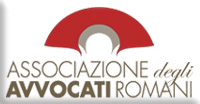 ASSOCIAZIONE degli
AVVOCATI ROMANI